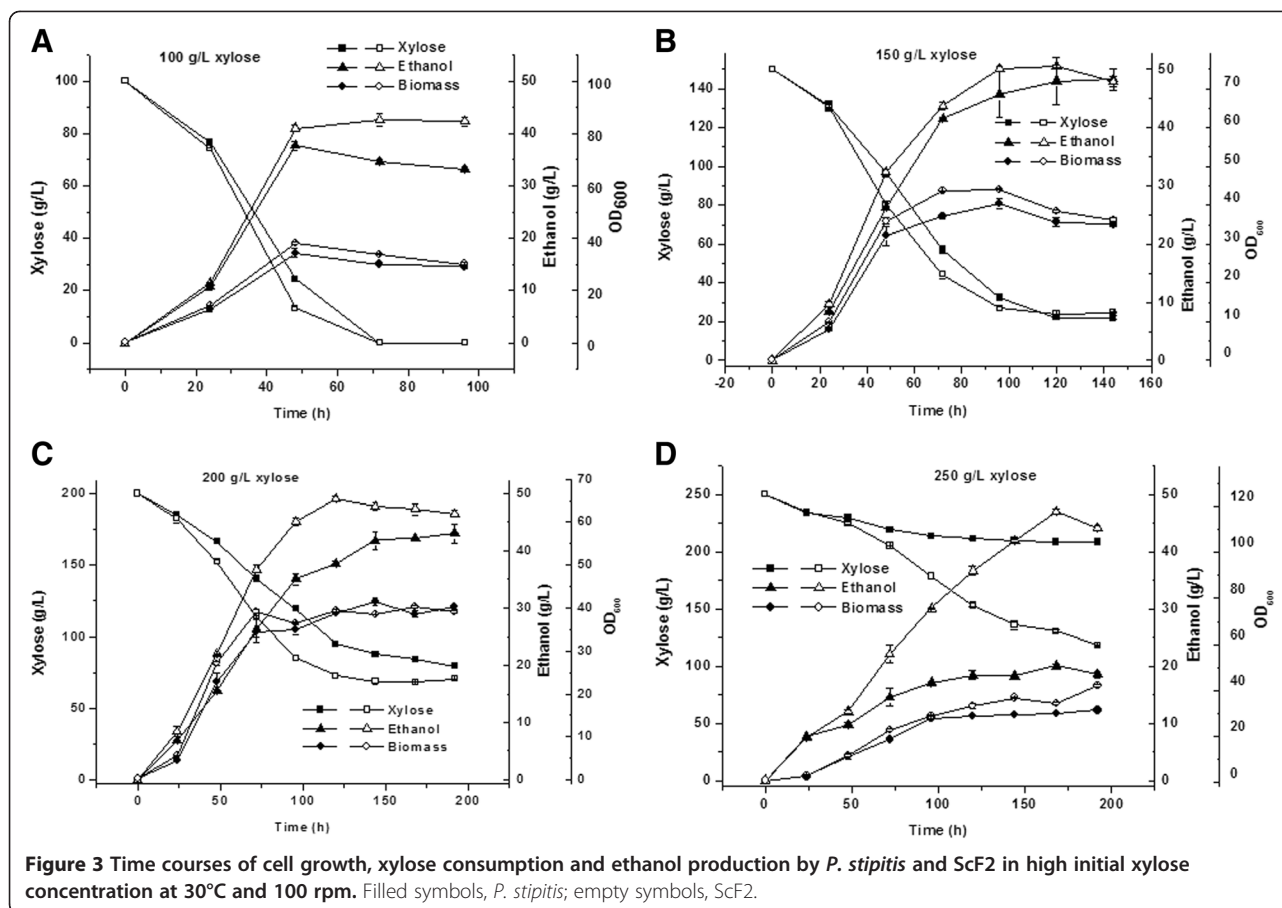 A
100 g/L xylose
Xylose
Ethanol
Biomass
Xylose (g/L)
100
80
60
40
20
0
Ethanol (g/L)
50
40
30
20
10
0
OD600
100
80
60
40
20
0
0 20 40 60 80 100
Time (h)
B
150 g/L xylose
Xylose
Ethanol
Biomass
Xylose (g/L)
140
120
100
80
60
40
20
0
Ethanol (g/L)
50
40
30
20
10
0
OD600
70
60
50
40
30
20
10
0
-20 0 20 40 60 80 100 120 140 160
Time (h)
C
200 g/L xylose
Xylose
Ethanol
Biomass
Xylose (g/L)
200
150
100
50
0
Ethanol (g/L)
50
40
30
20
10
0
OD600
70
60
50
40
30
20
10
0
0 50 100 150 200
Time (h)
D
250 g/L xylose
Xylose
Ethanol
Biomass
Xylose (g/L)
250
200
150
100
50
0
Ethanol (g/L)
50
40
30
20
10
0
OD600
120
100
80
60
40
20
0
0 50 100 150 200
Time (h)
Figure 3 Time courses of cell growth, xylose consumption and ethanol production by P. stipitis and ScF2 in high initial xylose
concentration at 30°C and 100 rpm. Filled symbols, P. stipitis; empty symbols, ScF2.